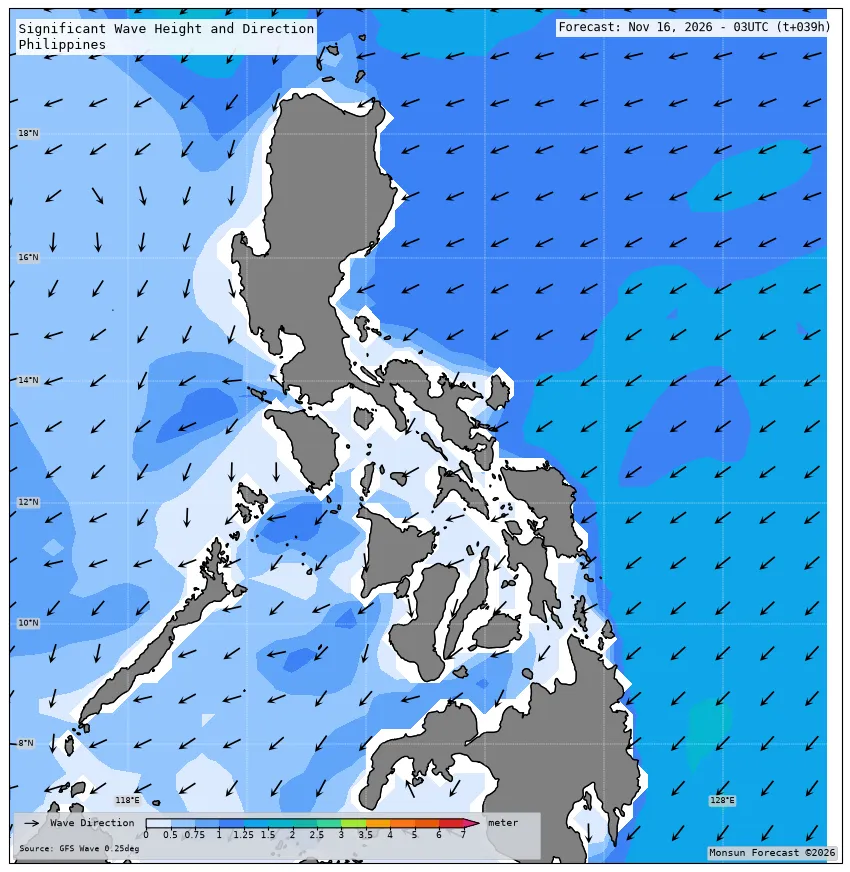 Significant Wave Height and Direction
Philippines
Forecast: Nov 16, 2026 - 03UTC (t+039h)
18°N
16°N
14°N
12°N
10°N
8°N
118°E
128°E
Wave Direction
0 0.5 0.75 1 1.25 1.5 2 2.5 3 3.5 4 5 6 7 meter
Source: GFS Wave 0.25deg
Monsun Forecast ©2026